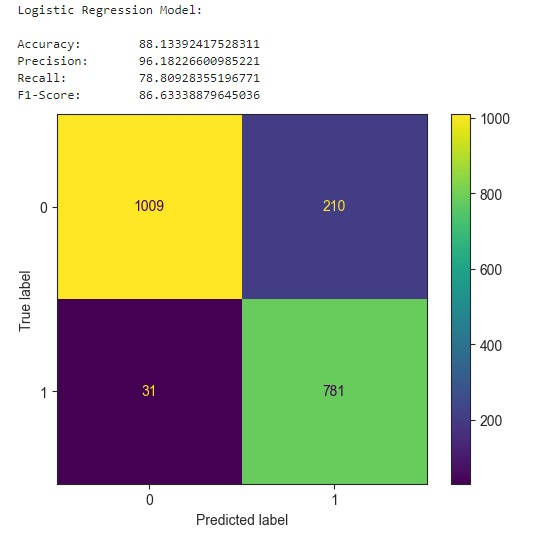 Logistic Regression Model:
Accuracy: 88.13392417528311
Precision: 96.18226600985221
Recall: 78.80928355196771
F1-Score: 86.63338879645036
1000
0 1009 210
800
600
True label
400
1 31 781
200
0 1
Predicted label